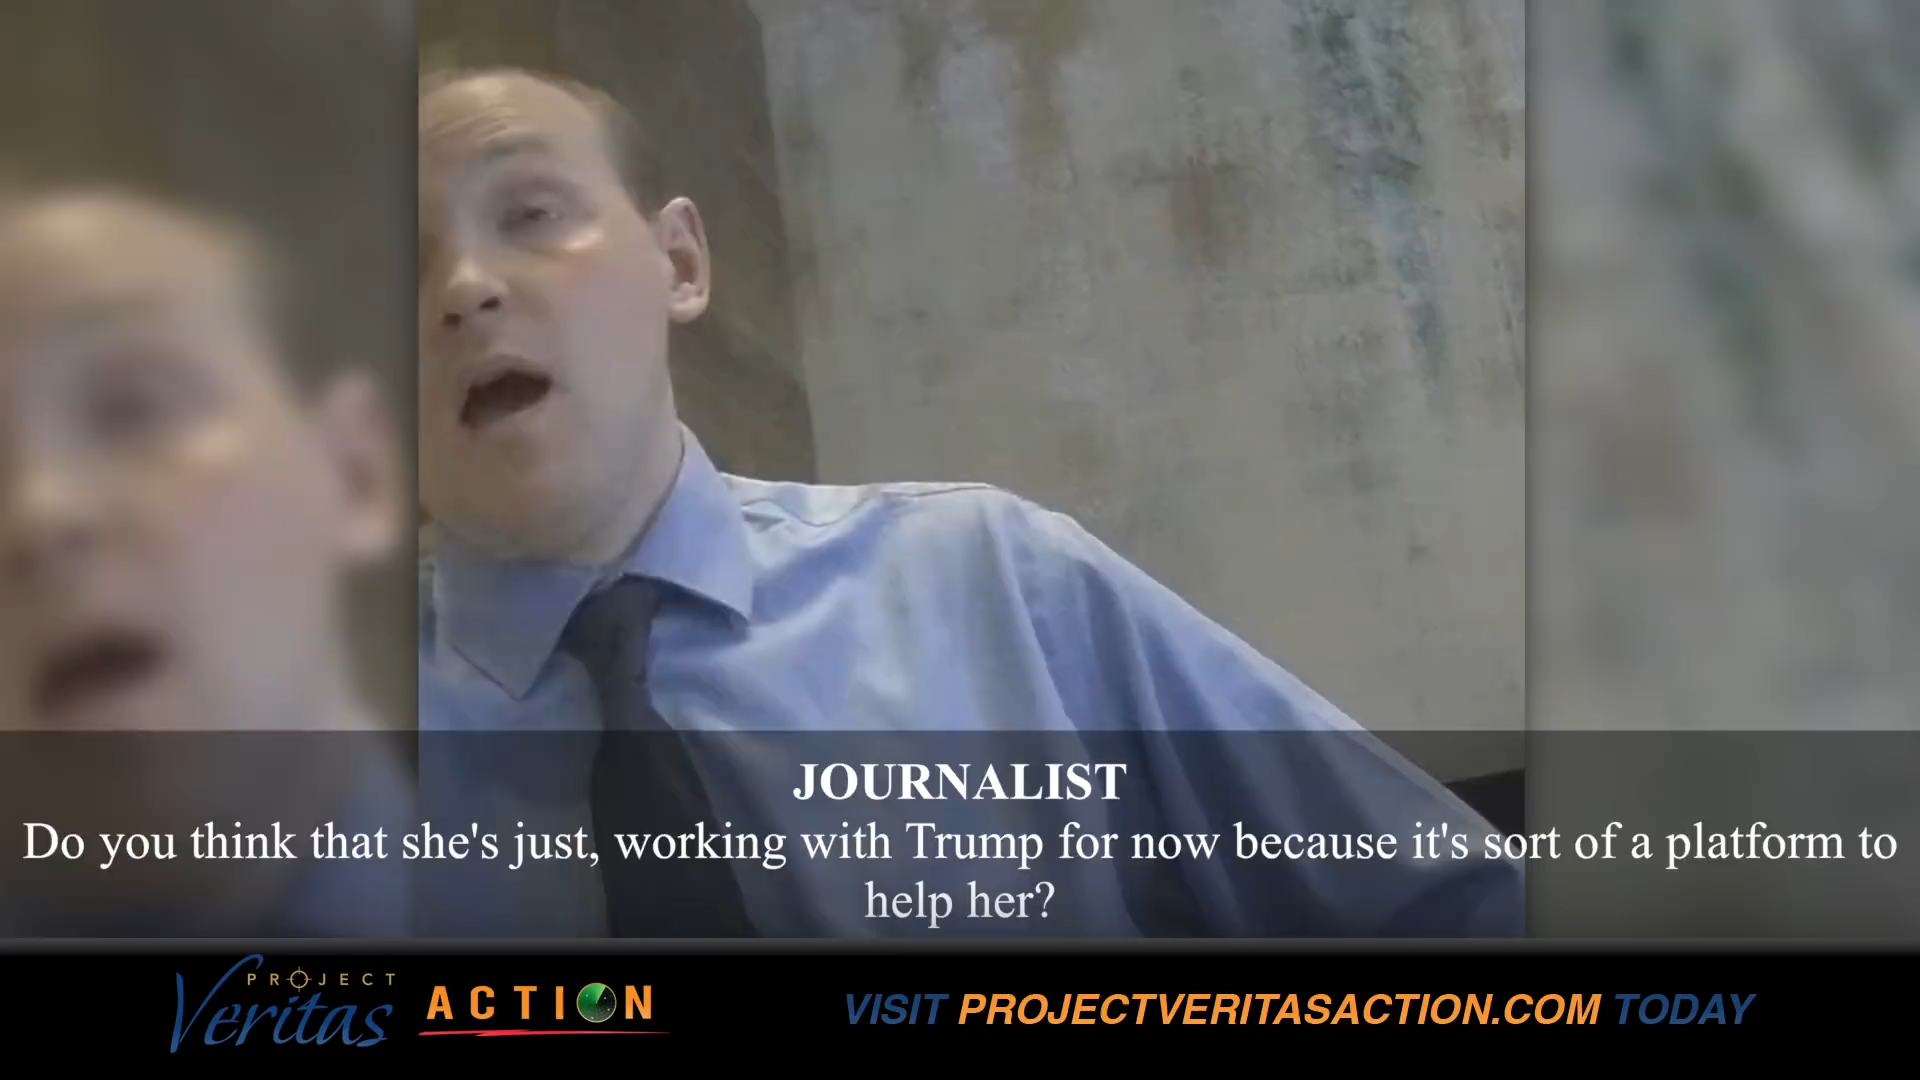 JOURNALIST
Do you think that she's just, working with Trump for now because it's sort of a platform to
help her?
PROJECT
Veritas ACTION
VISIT PROJECTVERITASACTION.COM TODAY